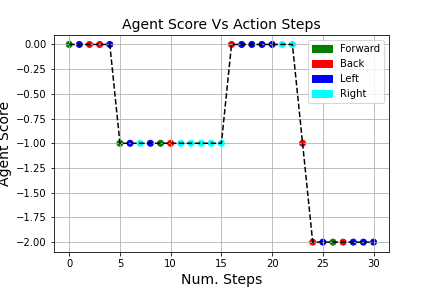 Agent Score Vs Action Steps
Agent Score
0.00
−0.25
−0.50
−0.75
−1.00
−1.25
−1.50
−1.75
−2.00
Forward
Back
Left
Right
0 5 10 15 20 25 30
Num. Steps